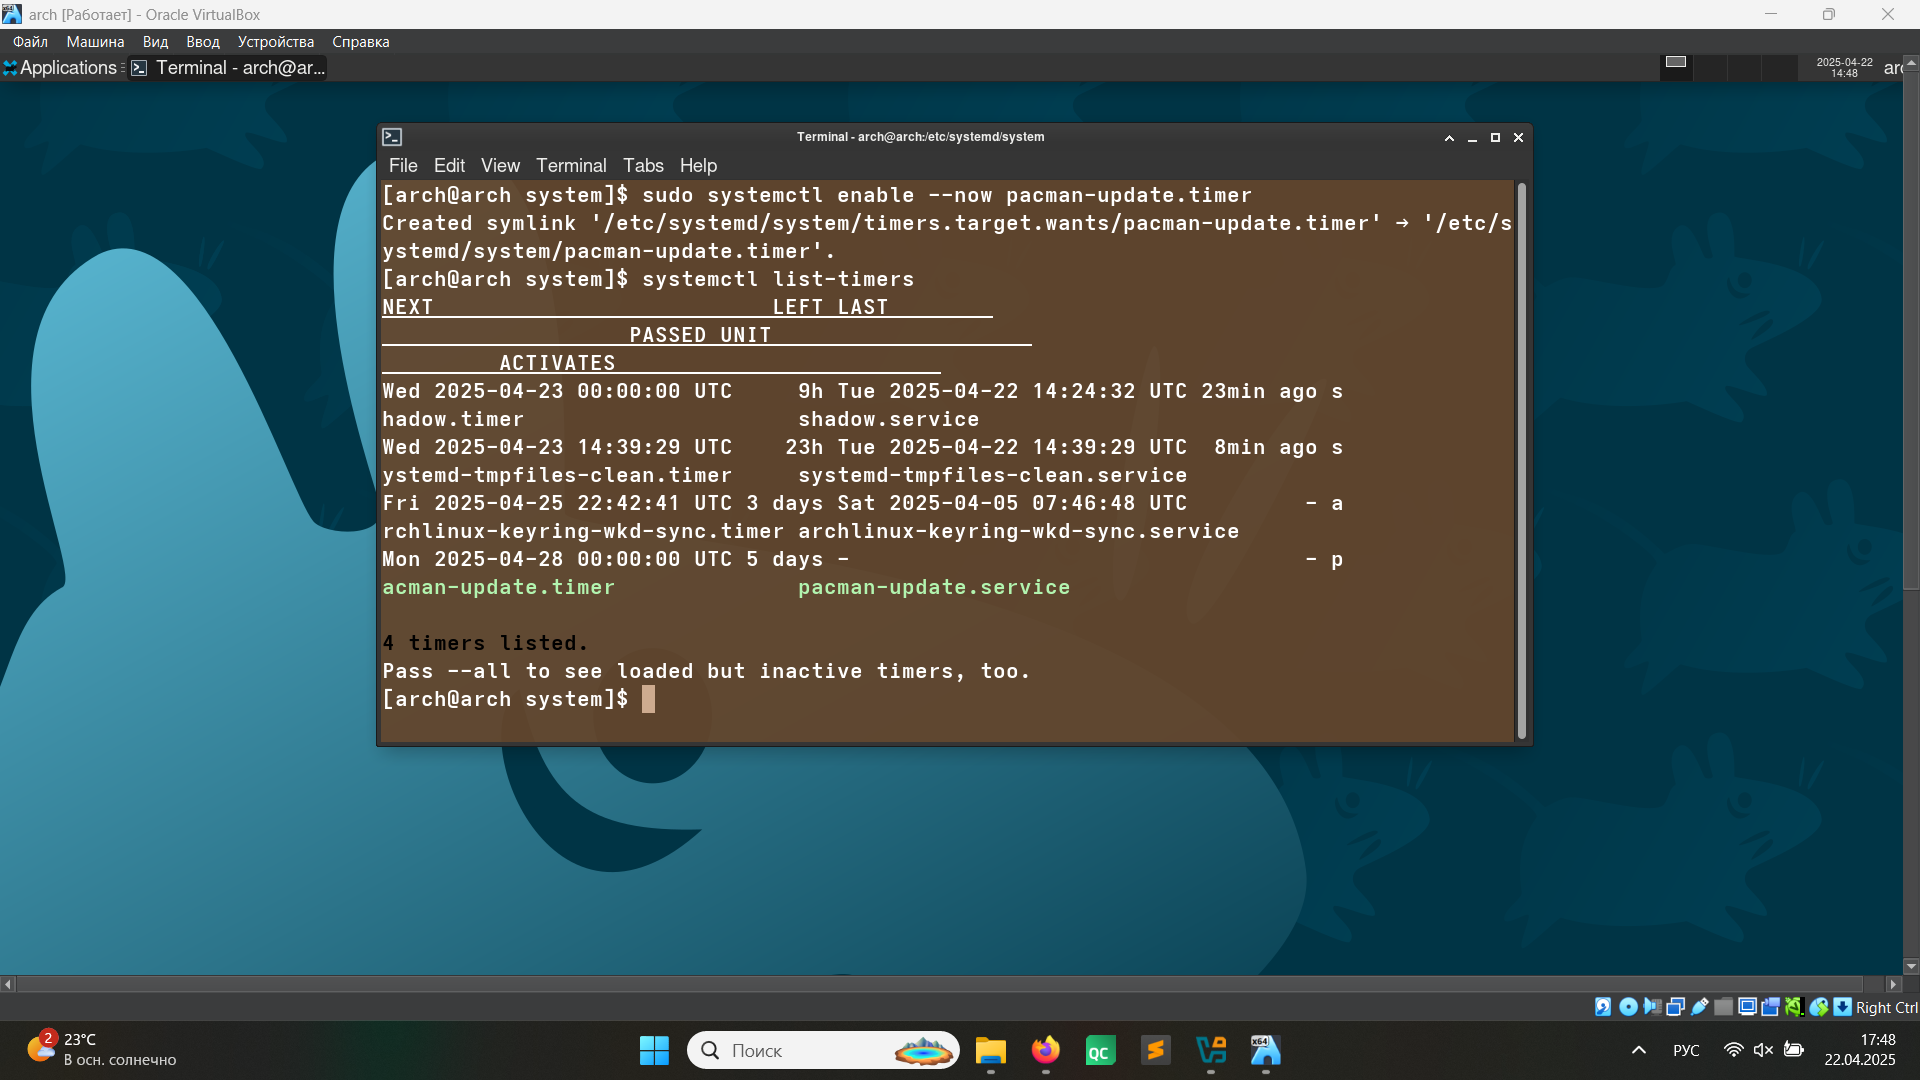 arch [Работает] - Oracle VirtualBox
Файл Машина Вид Ввод Устройства Справка
Applications Terminal - arch@ar...
2025-04-22
14:48
arc
Terminal - arch@arch:/etc/systemd/system
File Edit View Terminal Tabs Help
[arch@arch system]$ sudo systemctl enable --now pacman-update.timer
Created symlink '/etc/systemd/system/timers.target.wants/pacman-update.timer' → '/etc/s
ystemd/system/pacman-update.timer'.
[arch@arch system]$ systemctl list-timers
NEXT                          LEFT LAST
                   PASSED UNIT
         ACTIVATES
Wed 2025-04-23 00:00:00 UTC     9h Tue 2025-04-22 14:24:32 UTC 23min ago s
hadow.timer                     shadow.service
Wed 2025-04-23 14:39:29 UTC    23h Tue 2025-04-22 14:39:29 UTC  8min ago s
ystemd-tmpfiles-clean.timer     systemd-tmpfiles-clean.service
Fri 2025-04-25 22:42:41 UTC 3 days Sat 2025-04-05 07:46:48 UTC         - a
rchlinux-keyring-wkd-sync.timer archlinux-keyring-wkd-sync.service
Mon 2025-04-28 00:00:00 UTC 5 days -                                   - p
acman-update.timer              pacman-update.service
4 timers listed.
Pass --all to see loaded but inactive timers, too.
[arch@arch system]$
Right Ctrl
2
23°C
В осн. солнечно
Поиск
QC
x64
РУС
17:48
22.04.2025